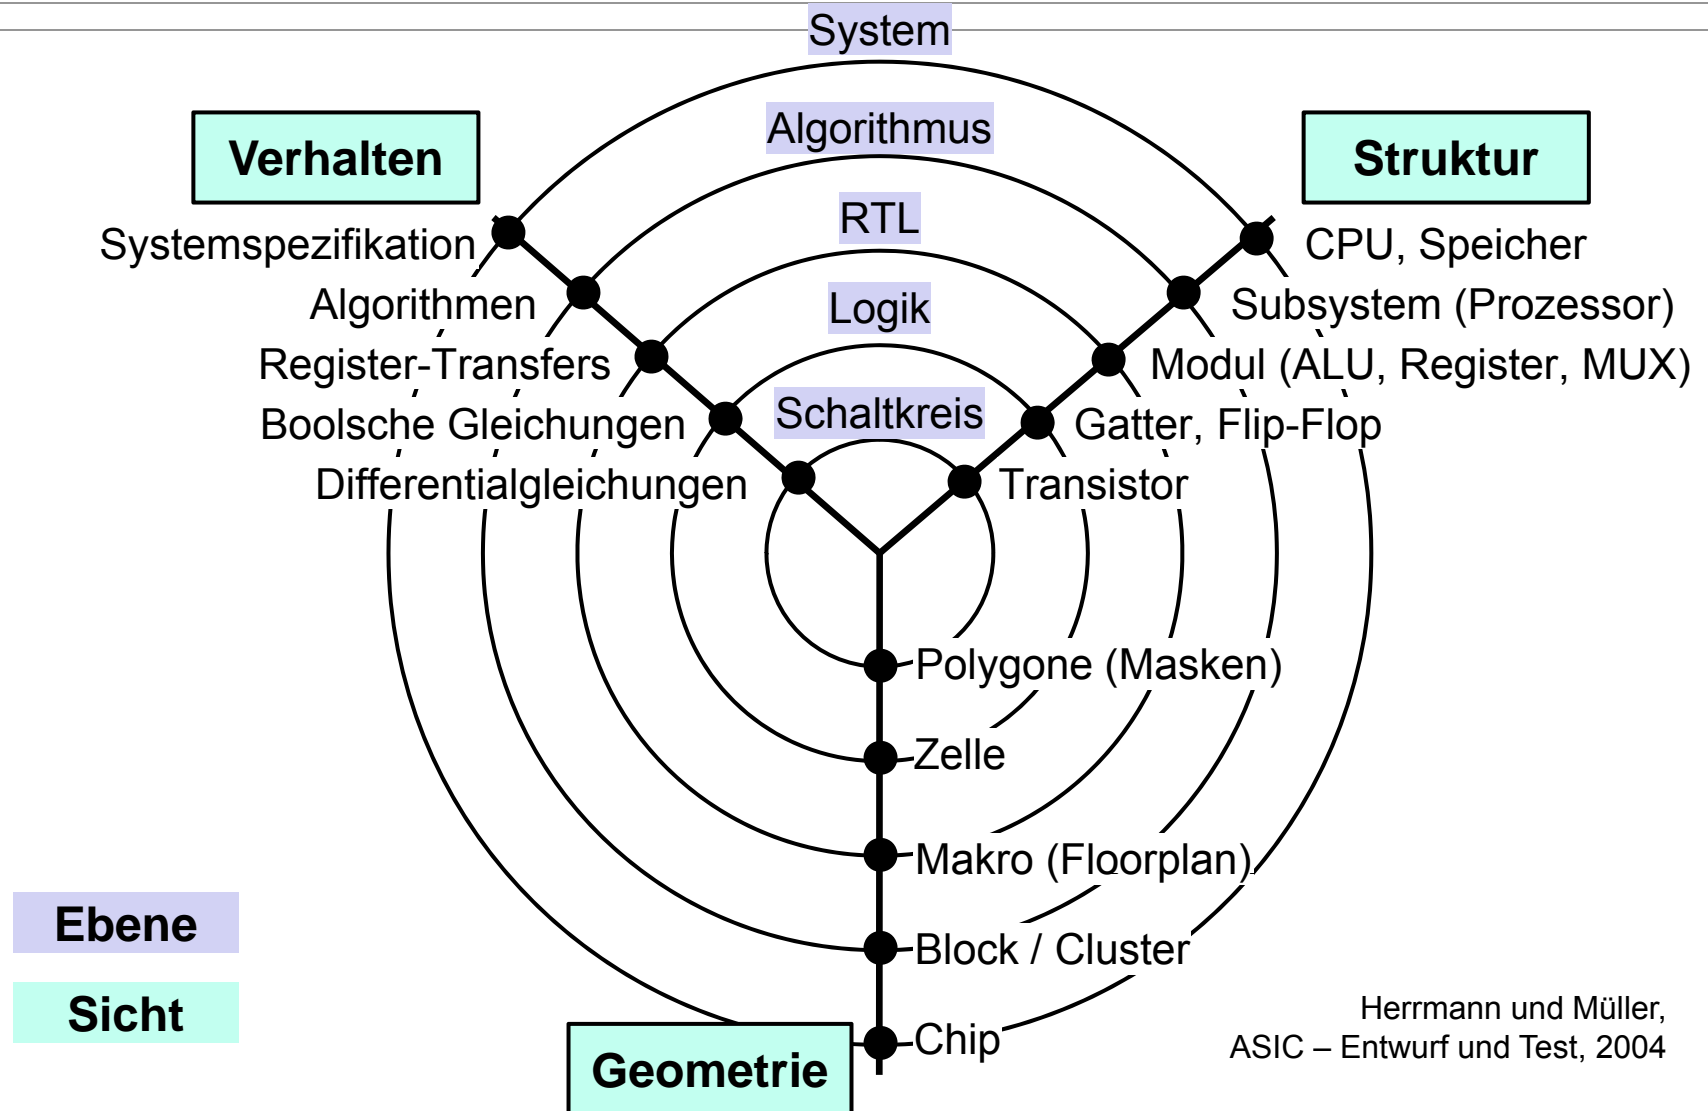 System
Algorithmus
Verhalten
Struktur
RTL
Systemspezifikation
CPU, Speicher
Algorithmen
Logik
Subsystem (Prozessor)
Register-Transfers
Modul (ALU, Register, MUX)
Boolsche Gleichungen
Schaltkreis
Gatter, Flip-Flop
Differentialgleichungen
Transistor
Polygone (Masken)
Zelle
Makro (Floorplan)
Ebene
Block / Cluster
Sicht
Chip
Geometrie
Herrmann und Müller,
ASIC – Entwurf und Test, 2004